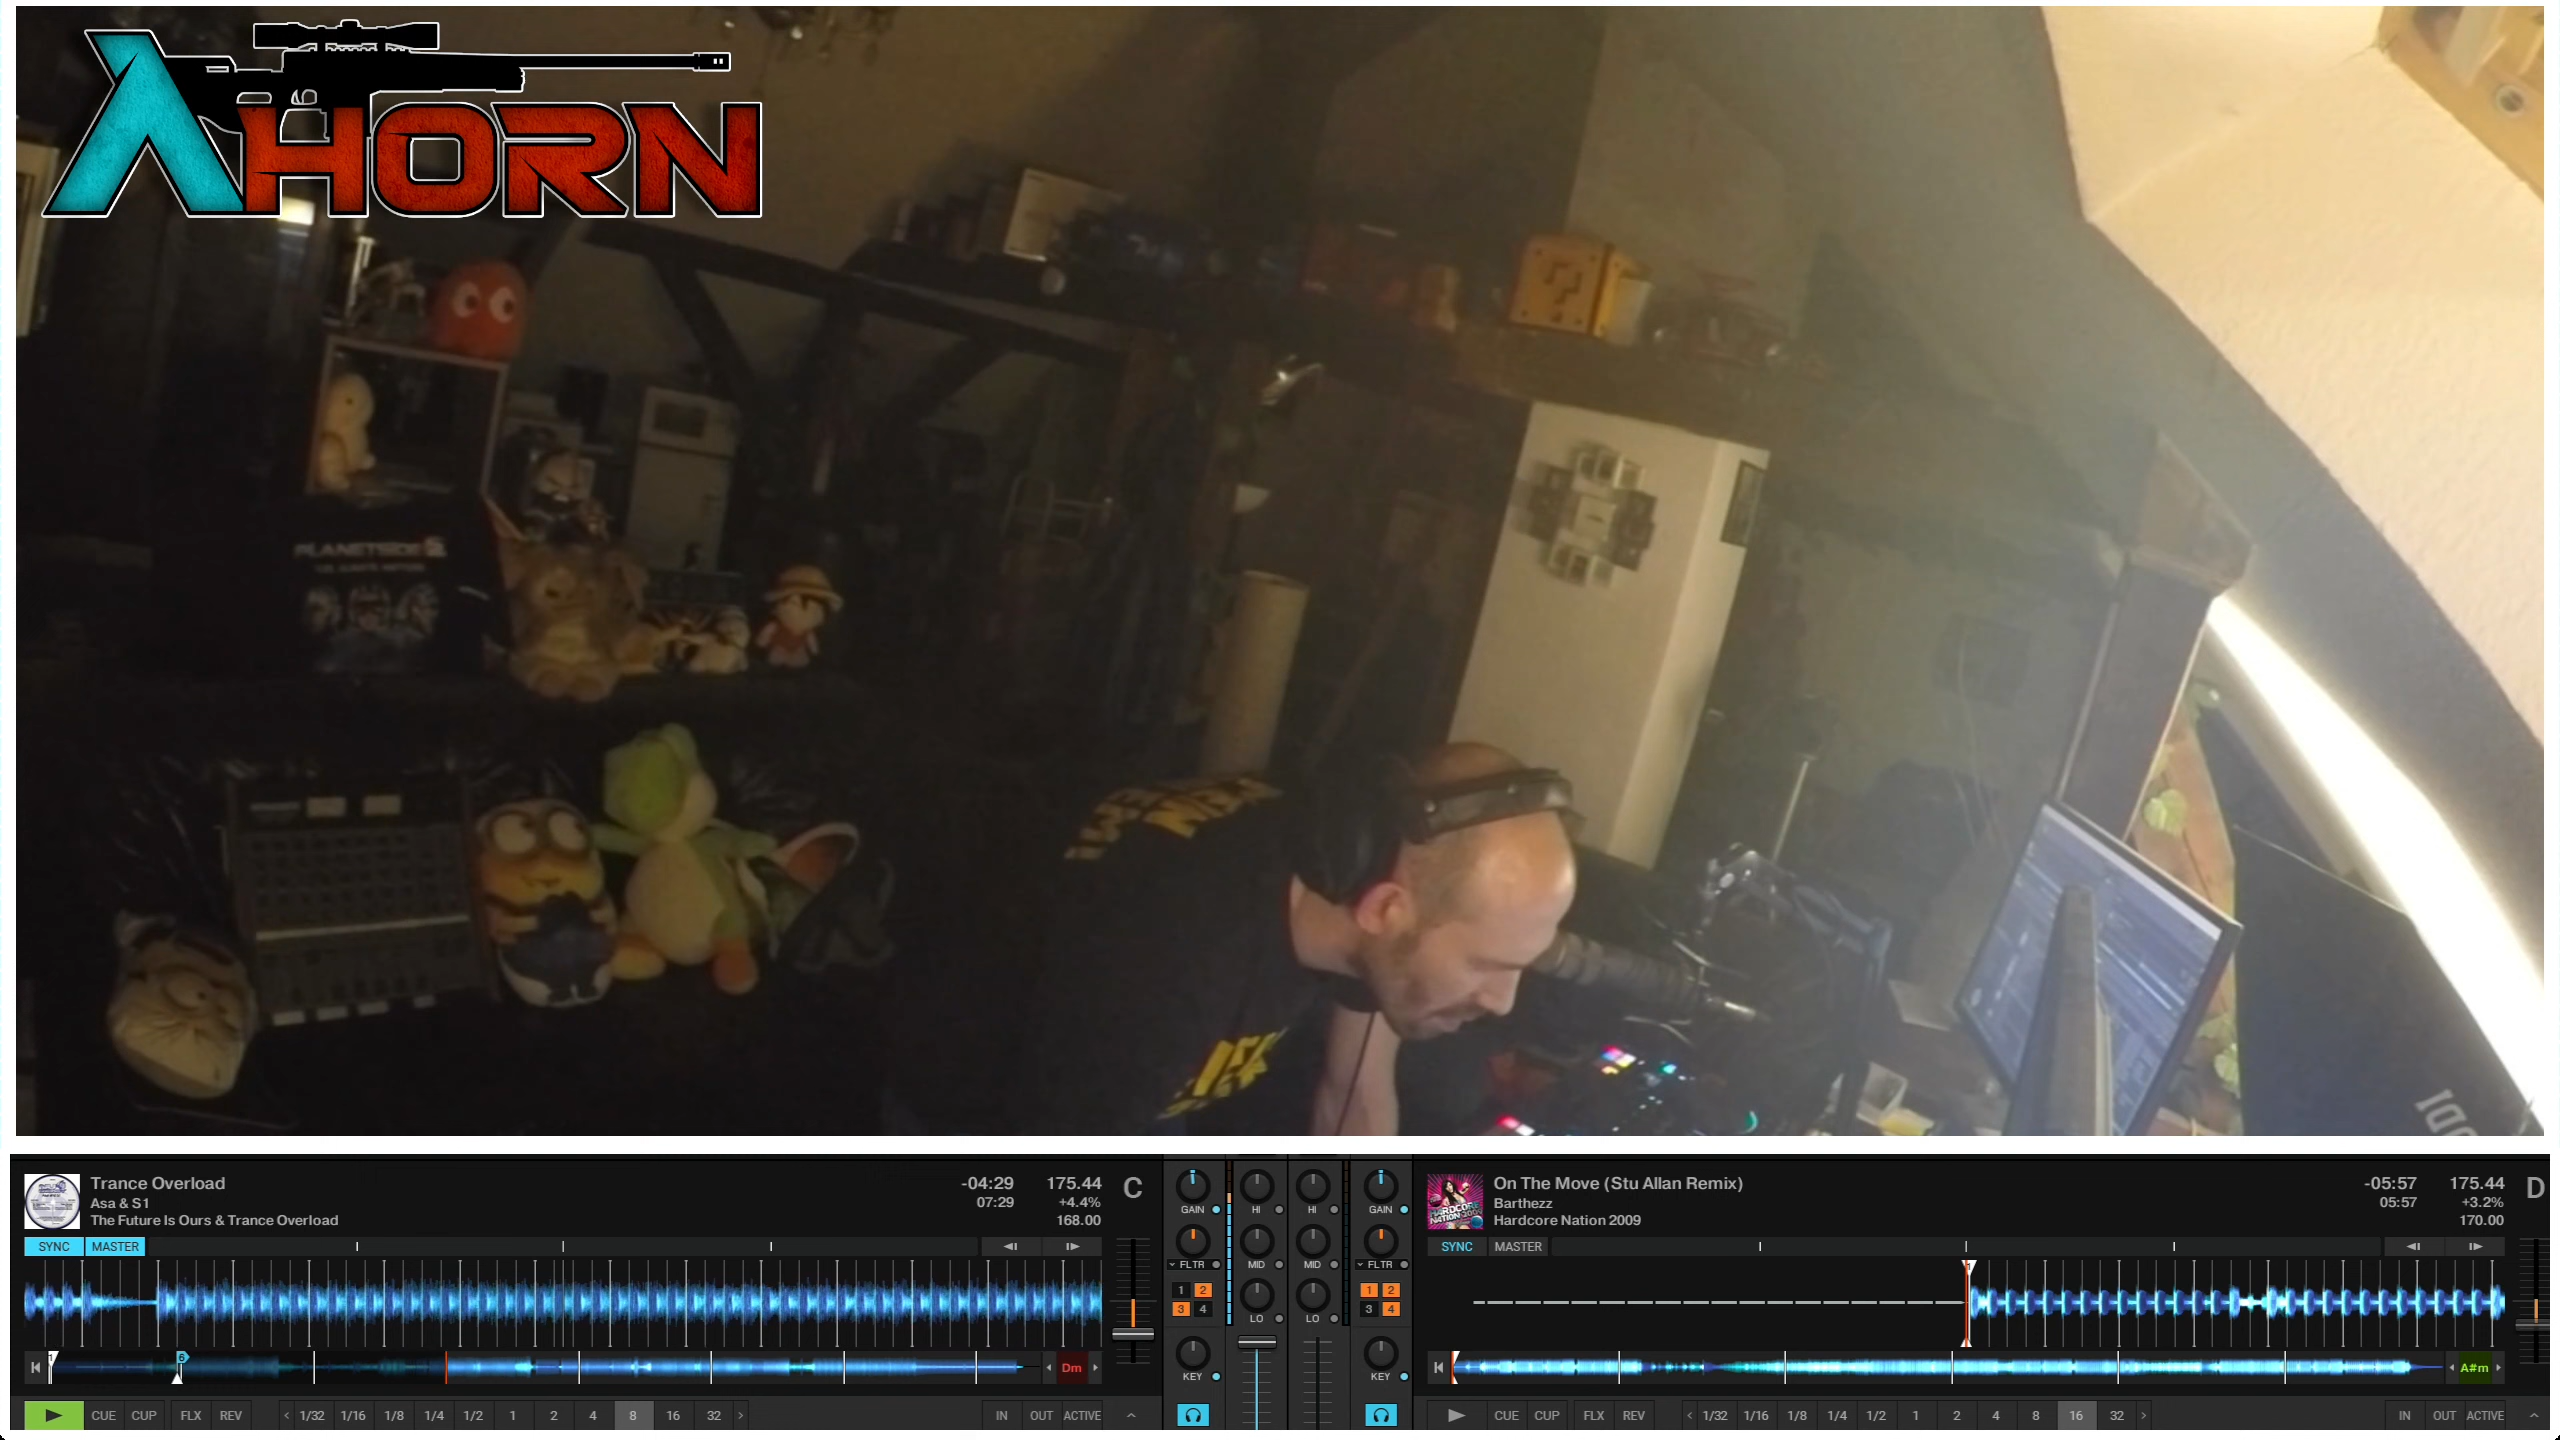 AHORN
PLANETSIDE 2
Trance Overload
Asa & S1
The Future Is Ours & Trance Overload
-04:29
07:29
175.44
+4.4%
168.00
C
SYNC MASTER
6
Dm
CUE CUP FLX REV 1/32 1/16 1/8 1/4 1/2 1 2 4 8 16 32 IN OUT ACTIVE
GAIN HI HI GAIN
FLTR MID MID FLTR
1 2 1 2
3 4 3 4
LO LO
KEY KEY
On The Move (Stu Allan Remix)
Barthezz
Hardcore Nation 2009
-05:57
05:57
175.44
+3.2%
170.00
D
SYNC MASTER
A#m
CUE CUP FLX REV 1/32 1/16 1/8 1/4 1/2 1 2 4 8 16 32 IN OUT ACTIVE